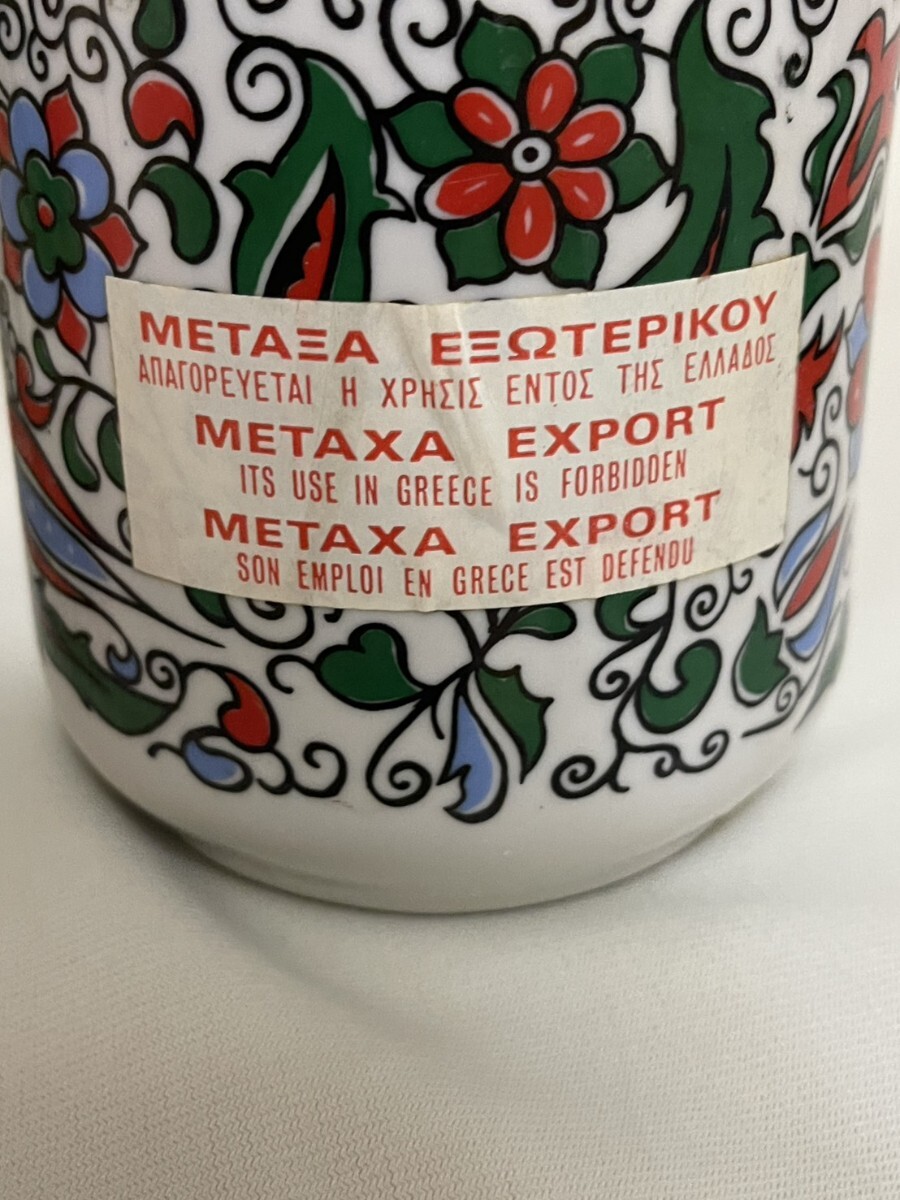 ΜΕΤΑΞΑ ΕΞΩΤΕΡΙΚΟΥ
ΑΠΑΓΟΡΕΥΕΤΑΙ Η ΧΡΗΣΙΣ ΕΝΤΟΣ ΤΗΣ ΕΛΛΑΔΟΣ
METAXA EXPORT
ITS USE IN GREECE IS FORBIDDEN
METAXA EXPORT
SON EMPLOI EN GRECE EST DEFENDU